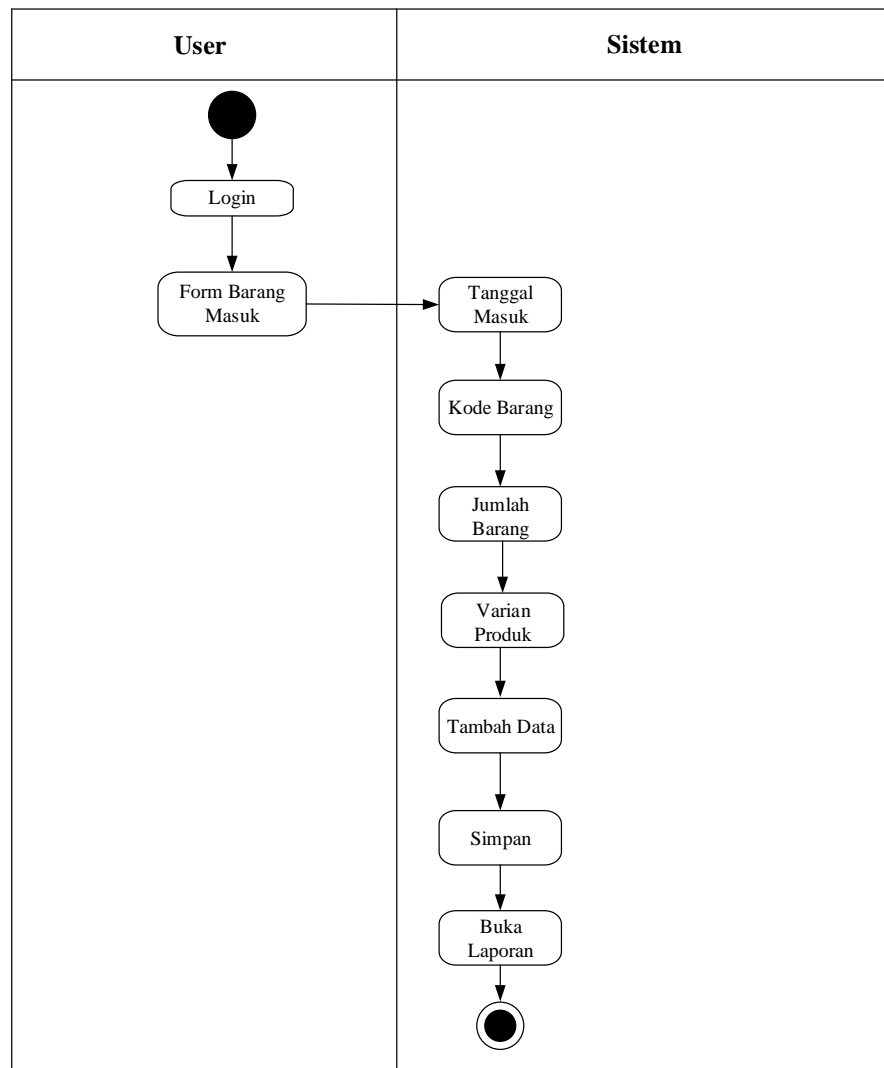 User
Sistem
Login
Form Barang
Masuk
Tanggal
Masuk
Kode Barang
Jumlah
Barang
Varian
Produk
Tambah Data
Simpan
Buka
Laporan